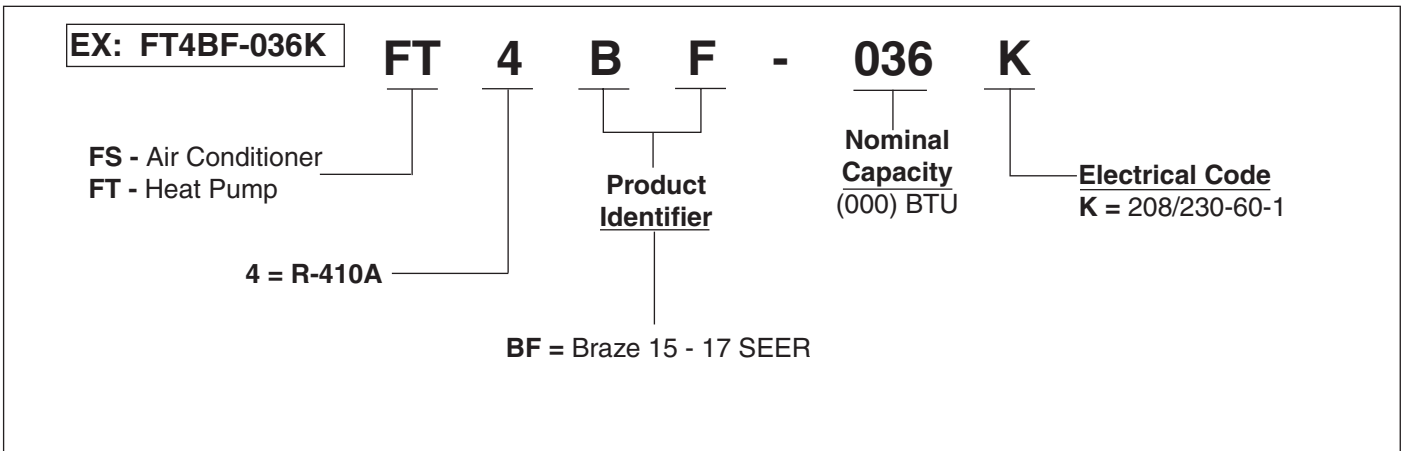 EX: FT4BF-036K
FT 4 B F - 036 K
FS - Air Conditioner
FT - Heat Pump
4 = R-410A
Product
Identifier
BF = Braze 15 - 17 SEER
Nominal
Capacity
(000) BTU
Electrical Code
K = 208/230-60-1